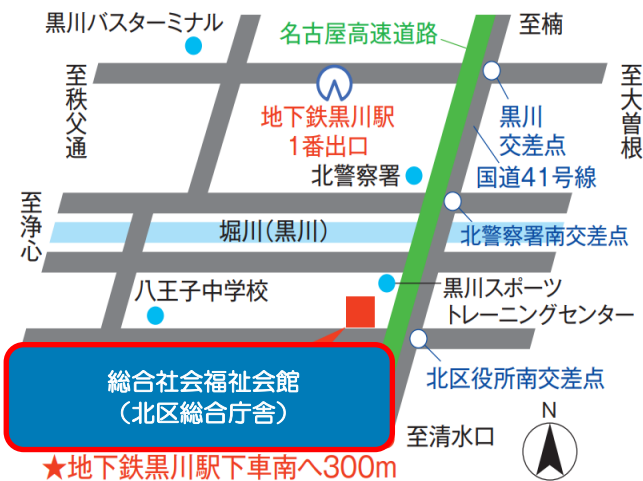 黒川バスターミナル
名古屋高速道路
至楠
至秩父通
至大曽根
地下鉄黒川駅
1番出口
黒川
交差点
北警察署
国道41号線
至浄心
堀川(黒川)
北警察署南交差点
八王子中学校
黒川スポーツ
トレーニングセンター
総合社会福祉会館
(北区総合庁舎)
北区役所南交差点
至清水口
N
★地下鉄黒川駅下車南へ300m